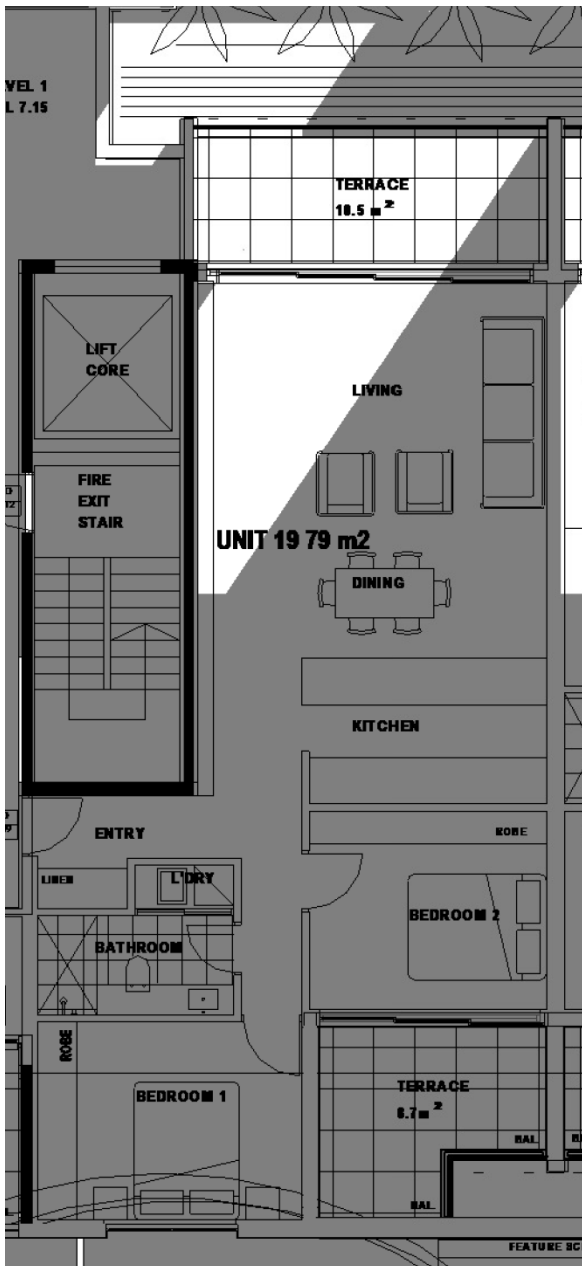 VEL 1
L 7.15
TERRACE
10.5 m²
LIFT
CORE
LIVING
FIRE
EXIT
STAIR
UNIT 19 79 m2
DINING
KITCHEN
ENTRY
ROBE
LINEN
L'DRY
BEDROOM 2
BATHROOM
ROBE
BEDROOM 1
TERRACE
8.7m²
BAL
BAL
FEATURE SC